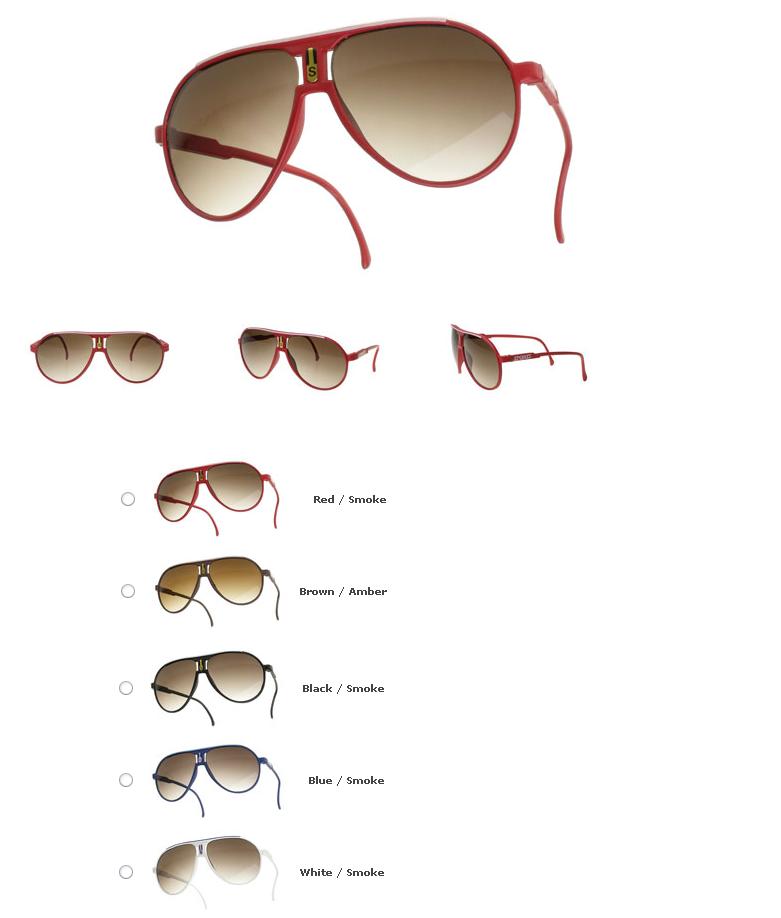 S
Red / Smoke
Brown / Amber
Black / Smoke
Blue / Smoke
White / Smoke